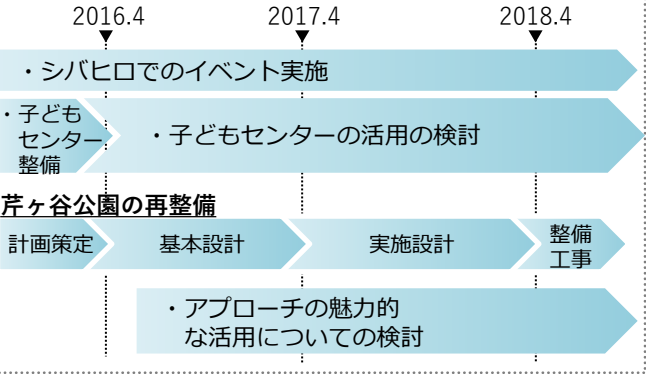 2016.4 2017.4 2018.4
・シバヒロでのイベント実施
・子ども
センター
整備
・子どもセンターの活用の検討
芹ヶ谷公園の再整備
計画策定 基本設計 実施設計 整備
工事
・アプローチの魅力的
な活用についての検討